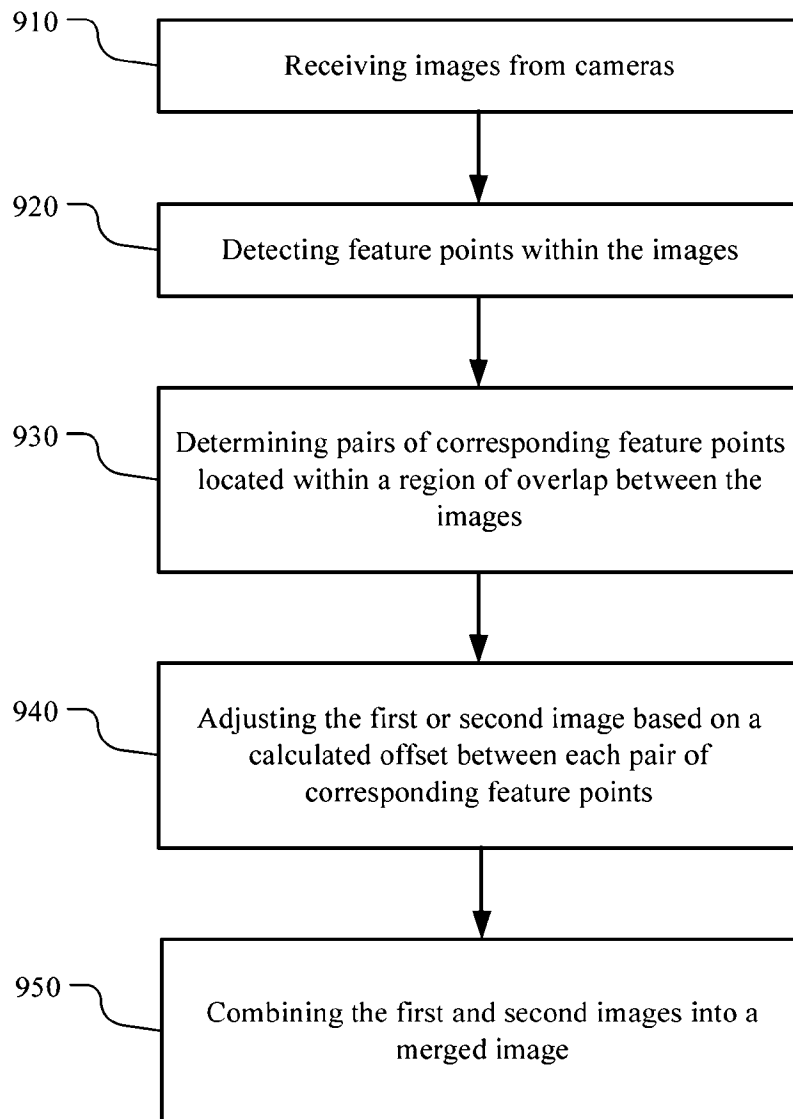 910
Receiving images from cameras
920
Detecting feature points within the images
930
Determining pairs of corresponding feature points
located within a region of overlap between the
images
940
Adjusting the first or second image based on a
calculated offset between each pair of
corresponding feature points
950
Combining the first and second images into a
merged image